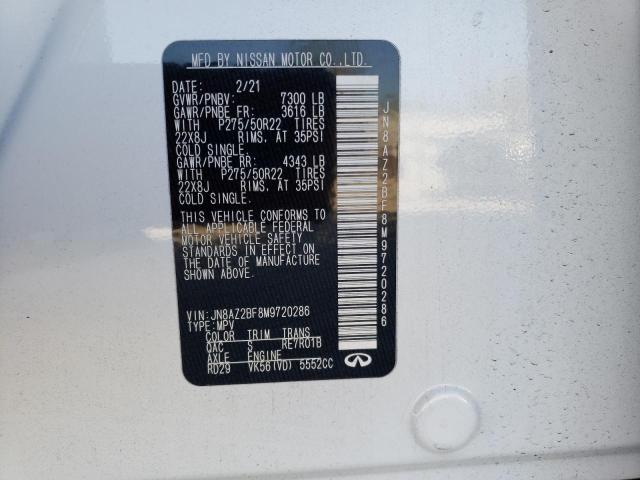 MFD BY NISSAN MOTOR CO.,LTD.
DATE: 2/21
GVWR/PNBV: 7300 LB
GAWR/PNBE FR: 3616 LB
WITH P275/50R22 TIRES
22X8J RIMS, AT 35PSI
COLD SINGLE.
GAWR/PNBE RR: 4343 LB
WITH P275/50R22 TIRES
22X8J RIMS, AT 35PSI
COLD SINGLE.
THIS VEHICLE CONFORMS TO
ALL APPLICABLE FEDERAL
MOTOR VEHICLE SAFETY
STANDARDS IN EFFECT
ON THE DATE OF MANUFACTURE
SHOWN ABOVE.
VIN: JN8AZ2BF8M9720286
TYPE: MPV
COLOR TRIM TRANS
QAC S RE7R01B
AXLE ENGINE
RD29 VK56(VD) 5552CC
JN8AZ2BF8M9720286